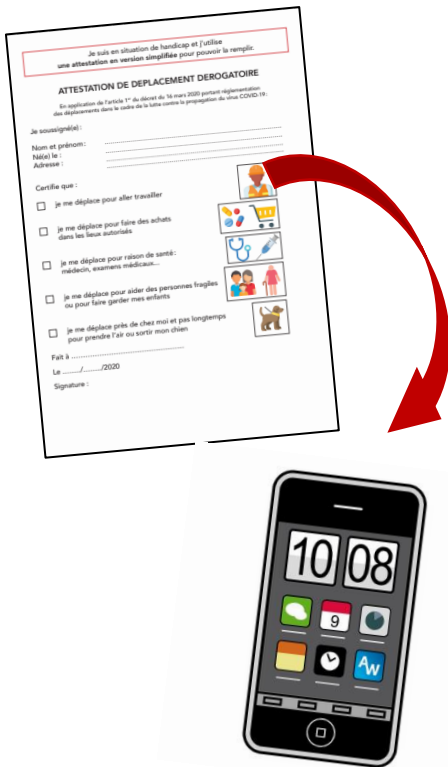 Je suis en situation de handicap et j'utilise
une attestation en version simplifiée pour pouvoir la remplir.
ATTESTATION DE DEPLACEMENT DEROGATOIRE
En application de l'article 1er du décret du 16 mars 2020 portant réglementation
des déplacements dans le cadre de la lutte contre la propagation du virus COVID-19 :
Je soussigné(e) :
Nom et prénom :
Né(e) le :
Adresse :
Certifie que :
je me déplace pour aller travailler
je me déplace pour faire des achats
dans les lieux autorisés
je me déplace pour raison de santé :
médecin, examens médicaux...
je me déplace pour aider des personnes fragiles
ou pour faire garder mes enfants
je me déplace près de chez moi et pas longtemps
pour prendre l'air ou sortir mon chien
Fait à ............................................
Le ......../......../2020
Signature :
10 08
9
AW